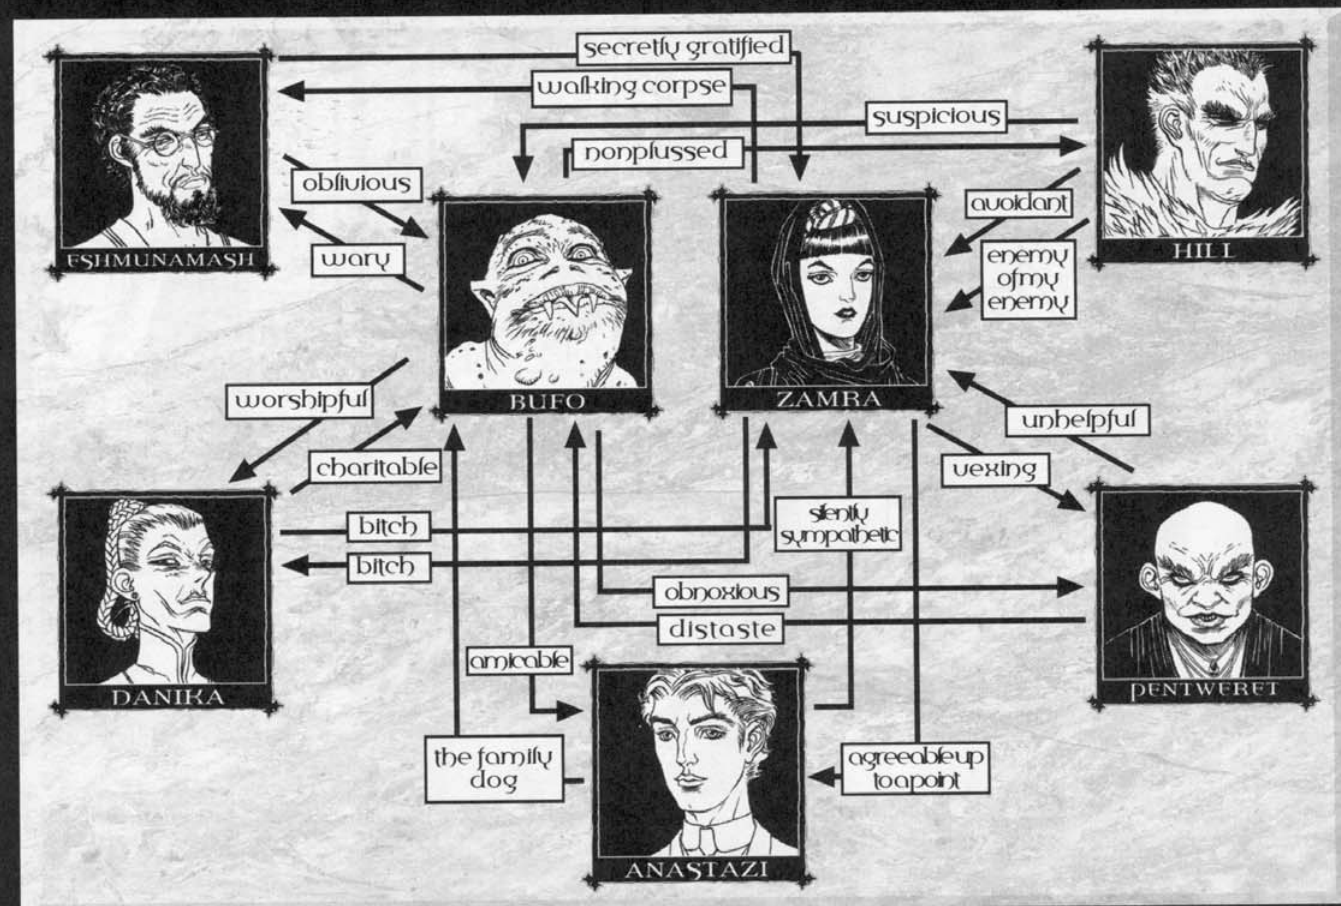 secretly gratified
walking corpse
suspicious
nonplussed
oblivious
wary
avoidant
enemy
of my
enemy
ESHMUNAMASH
HILL
BUFO
ZAMRA
worshipful
charitable
unhelpful
vexing
bitch
bitch
silently
sympathetic
obnoxious
distaste
amicable
DANIKA
PENTWERET
the family
dog
agreeable up
to a point
ANASTAZI